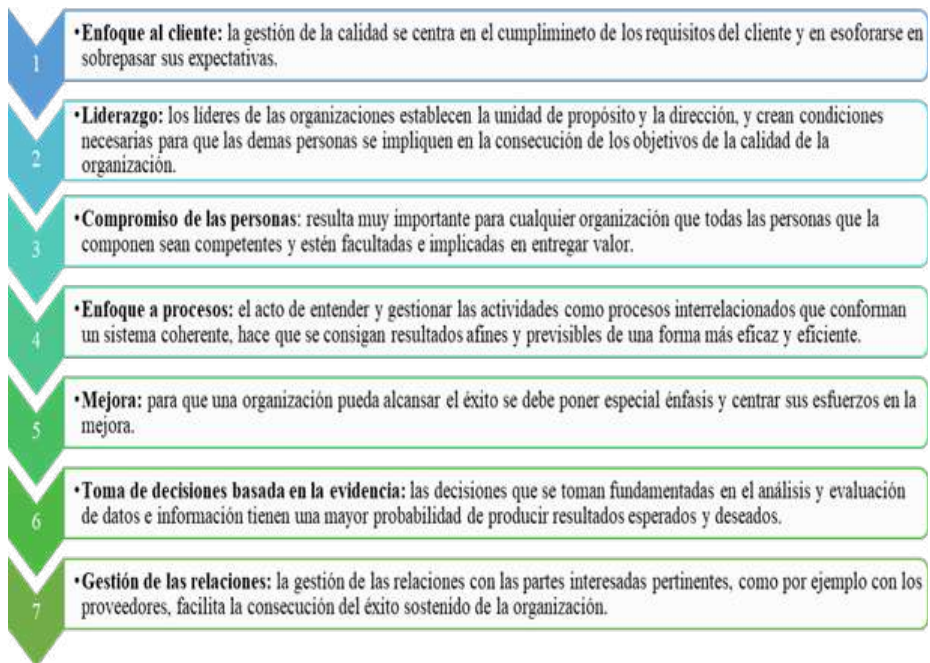 1
•Enfoque al cliente: la gestión de la calidad se centra en el cumplimineto de los requisitos del cliente y en esoforarse en
sobrepasar sus expectativas.
2
•Liderazgo: los líderes de las organizaciones establecen la unidad de propósito y la dirección, y crean condiciones
necesarias para que las demas personas se impliquen en la consecución de los objetivos de la calidad de la
organización.
3
•Compromiso de las personas: resulta muy importante para cualquier organización que todas las personas que la
componen sean competentes y estén facultadas e implicadas en entregar valor.
4
•Enfoque a procesos: el acto de entender y gestionar las actividades como procesos interrelacionados que conforman
un sistema coherente, hace que se consigan resultados afines y previsibles de una forma más eficaz y eficiente.
5
•Mejora: para que una organización pueda alcansar el éxito se debe poner especial énfasis y centrar sus esfuerzos en la
mejora.
6
•Toma de decisiones basada en la evidencia: las decisiones que se toman fundamentadas en el análisis y evaluación
de datos e información tienen una mayor probabilidad de producir resultados esperados y deseados.
7
•Gestión de las relaciones: la gestión de las relaciones con las partes interesadas pertinentes, como por ejemplo con los
proveedores, facilita la consecución del éxito sostenido de la organización.